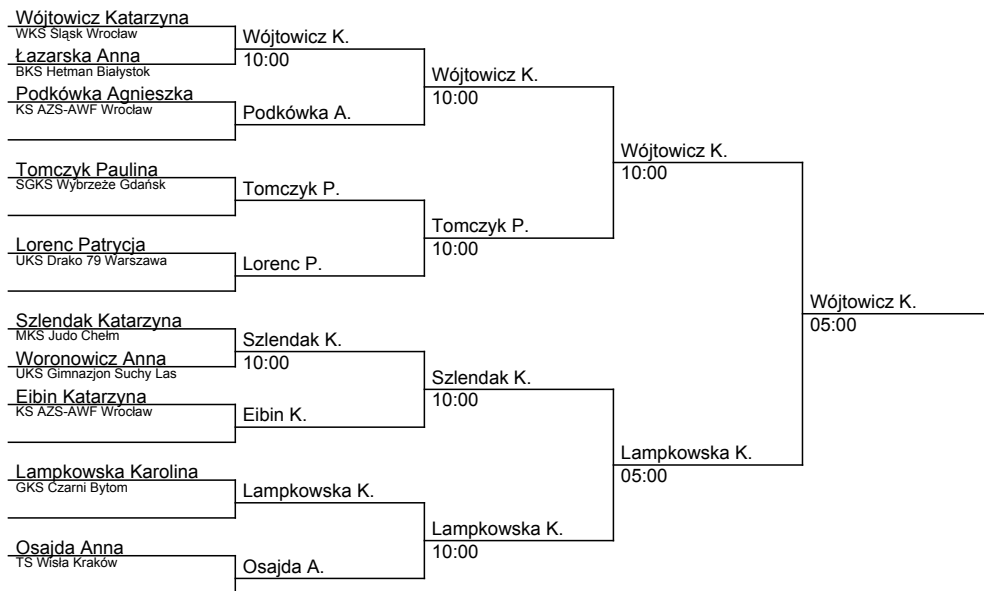 Wójtowicz Katarzyna
WKS Śląsk Wrocław
Łazarska Anna
BKS Hetman Białystok
Podkówka Agnieszka
KS AZS-AWF Wrocław
Tomczyk Paulina
SGKS Wybrzeże Gdańsk
Lorenc Patrycja
UKS Drako 79 Warszawa
Szlendak Katarzyna
MKS Judo Chełm
Woronowicz Anna
UKS Gimnazjon Suchy Las
Eibin Katarzyna
KS AZS-AWF Wrocław
Lampkowska Karolina
GKS Czarni Bytom
Osajda Anna
TS Wisła Kraków
Wójtowicz K.
10:00
Podkówka A.
Tomczyk P.
Lorenc P.
Szlendak K.
10:00
Eibin K.
Lampkowska K.
Osajda A.
Wójtowicz K.
10:00
Tomczyk P.
10:00
Szlendak K.
10:00
Lampkowska K.
10:00
Wójtowicz K.
10:00
Lampkowska K.
05:00
Wójtowicz K.
05:00